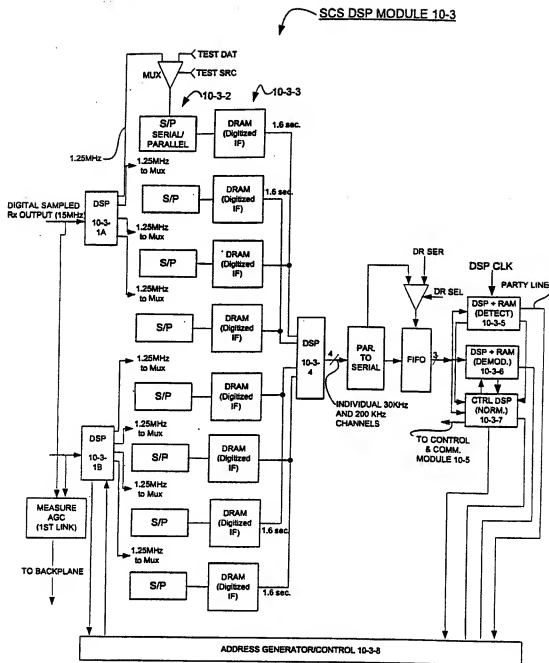 SCS DSP MODULE 10-3
TEST DAT
TEST SRC
MUX
10-3-2
10-3-3
S/P
SERIAL/
PARALLEL
DRAM
(Digitized
IF)
1.6 sec.
1.25MHz
1.25MHz
to Mux
DIGITAL SAMPLED
Rx OUTPUT (15MHz)
DSP
10-3-
1A
S/P
DRAM
(Digitized
IF)
1.6 sec.
1.25MHz
to Mux
S/P
DRAM
(Digitized
IF)
1.25MHz
to Mux
S/P
DRAM
(Digitized
IF)
DR SER
DR SEL
DSP CLK
PARTY LINE
DSP
10-3-
4
4
PAR.
TO
SERIAL
FIFO
3
DSP + RAM
(DETECT)
10-3-5
DSP + RAM
(DEMOD.)
10-3-6
CTRL DSP
(NORM.)
10-3-7
INDIVIDUAL 30KHz
AND 200 KHz
CHANNELS
TO CONTROL
& COMM.
MODULE 10-5
1.25MHz
to Mux
S/P
DRAM
(Digitized
IF)
DSP
10-3-
1B
1.25MHz
to Mux
S/P
DRAM
(Digitized
IF)
1.25MHz
to Mux
S/P
DRAM
(Digitized
IF)
1.6 sec.
1.25MHz
to Mux
S/P
DRAM
(Digitized
IF)
1.6 sec.
MEASURE
AGC
(1ST LINK)
TO BACKPLANE
ADDRESS GENERATOR/CONTROL 10-3-8